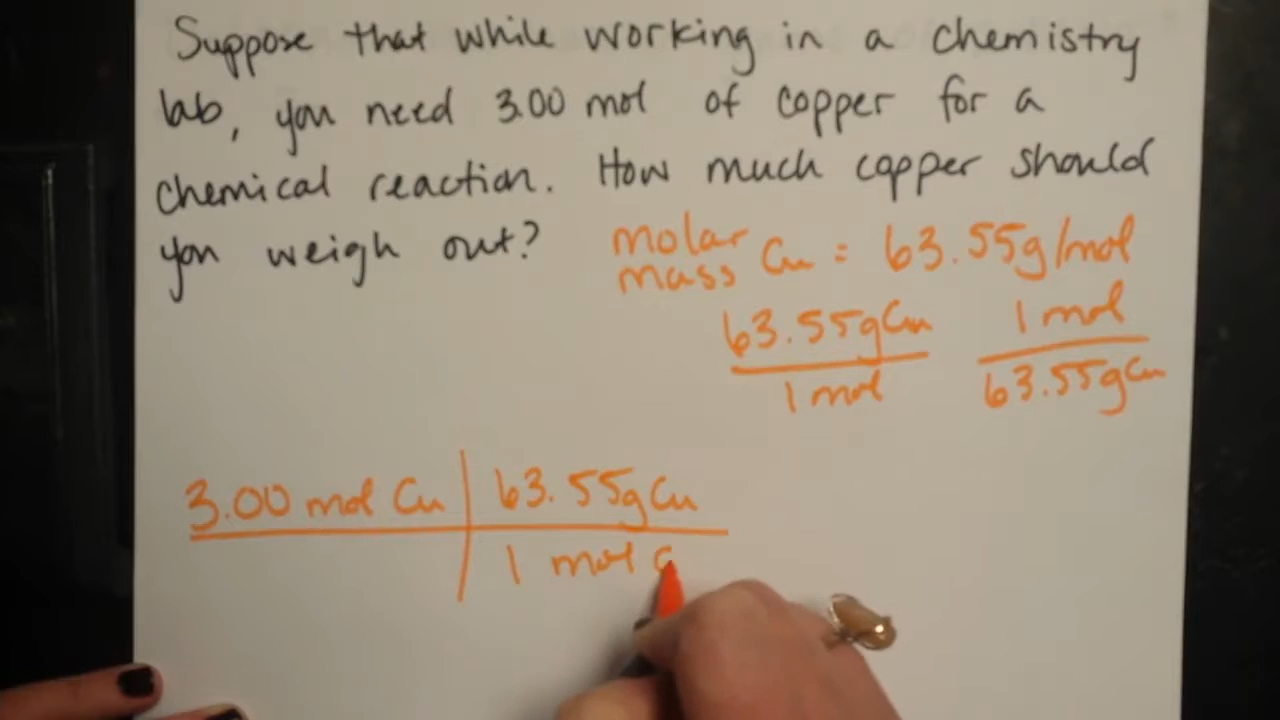 Suppose that while working in a chemistry
lab, you need 3.00 mol of copper for a
chemical reaction. How much copper should
you weigh out?
molar
mass Cu = 63.55g/mol
63.55gCu 1 mol
1 mol 63.55gCu
3.00 mol Cu 63.55g Cu
1 mol C